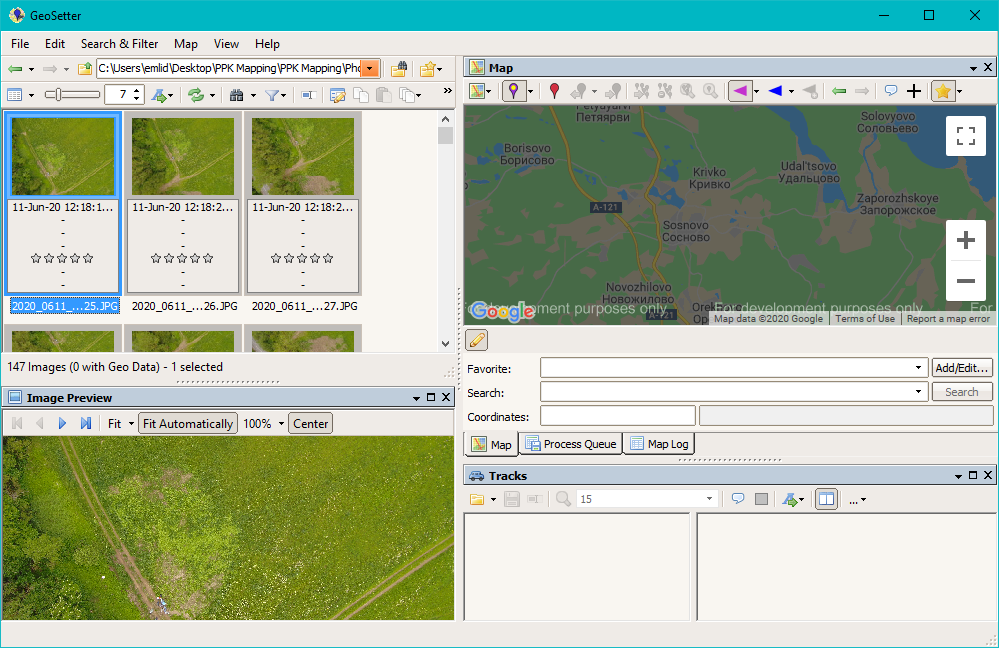 GeoSetter
File Edit Search & Filter Map View Help
C:\Users\emlid\Desktop\PPK Mapping\PPK Mapping\Pho
7
11-Jun-20 12:18:1... 11-Jun-20 12:18:2... 11-Jun-20 12:18:2...
- - -
- - -
- - -
2020_0611_...25.JPG 2020_0611_...26.JPG 2020_0611_...27.JPG
147 Images (0 with Geo Data) - 1 selected
Image Preview
Fit Fit Automatically 100% Center
Map
Petyayarvi
Петяярви
Solovyovo
Соловьево
Borisovo
Борисово
Krivko
Кривко
Udal'tsovo
Удальцово
Zaporozhskoye
Запорожское
A-121
Sosnovo
Сосново
Novozhilovo
Новожилово
A-121
Google
For development purposes only
For
Map data ©2020 Google Terms of Use Report a map error
Favorite: Add/Edit...
Search: Search
Coordinates:
Map Process Queue Map Log
Tracks
15
...